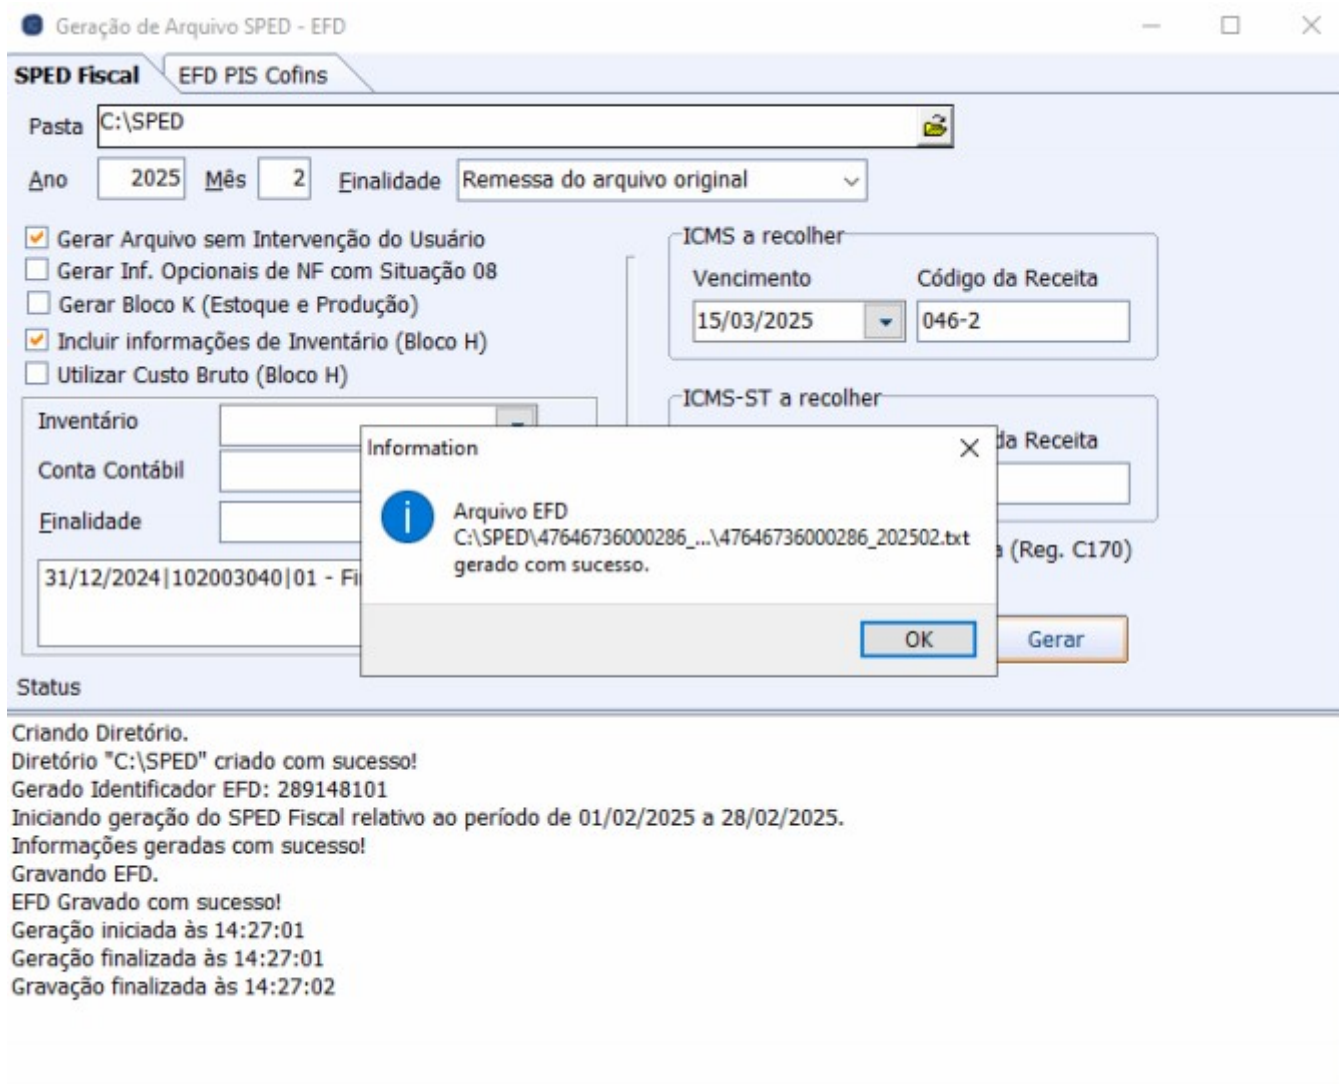 Geração de Arquivo SPED - EFD
SPED Fiscal EFD PIS Cofins
Pasta C:\SPED
Ano 2025 Mês 2 Finalidade Remessa do arquivo original
Gerar Arquivo sem Intervenção do Usuário
Gerar Inf. Opcionais de NF com Situação 08
Gerar Bloco K (Estoque e Produção)
Incluir informações de Inventário (Bloco H)
Utilizar Custo Bruto (Bloco H)
ICMS a recolher
Vencimento Código da Receita
15/03/2025 046-2
ICMS-ST a recolher
da Receita
Inventário
Conta Contábil
Finalidade
31/12/2024|102003040|01 - Fi
Information
Arquivo EFD
C:\SPED\47646736000286_...\47646736000286_202502.txt
gerado com sucesso.
OK
(Reg. C170)
Gerar
Status
Criando Diretório.
Diretório "C:\SPED" criado com sucesso!
Gerado Identificador EFD: 289148101
Iniciando geração do SPED Fiscal relativo ao período de 01/02/2025 a 28/02/2025.
Informações geradas com sucesso!
Gravando EFD.
EFD Gravado com sucesso!
Geração iniciada às 14:27:01
Geração finalizada às 14:27:01
Gravação finalizada às 14:27:02